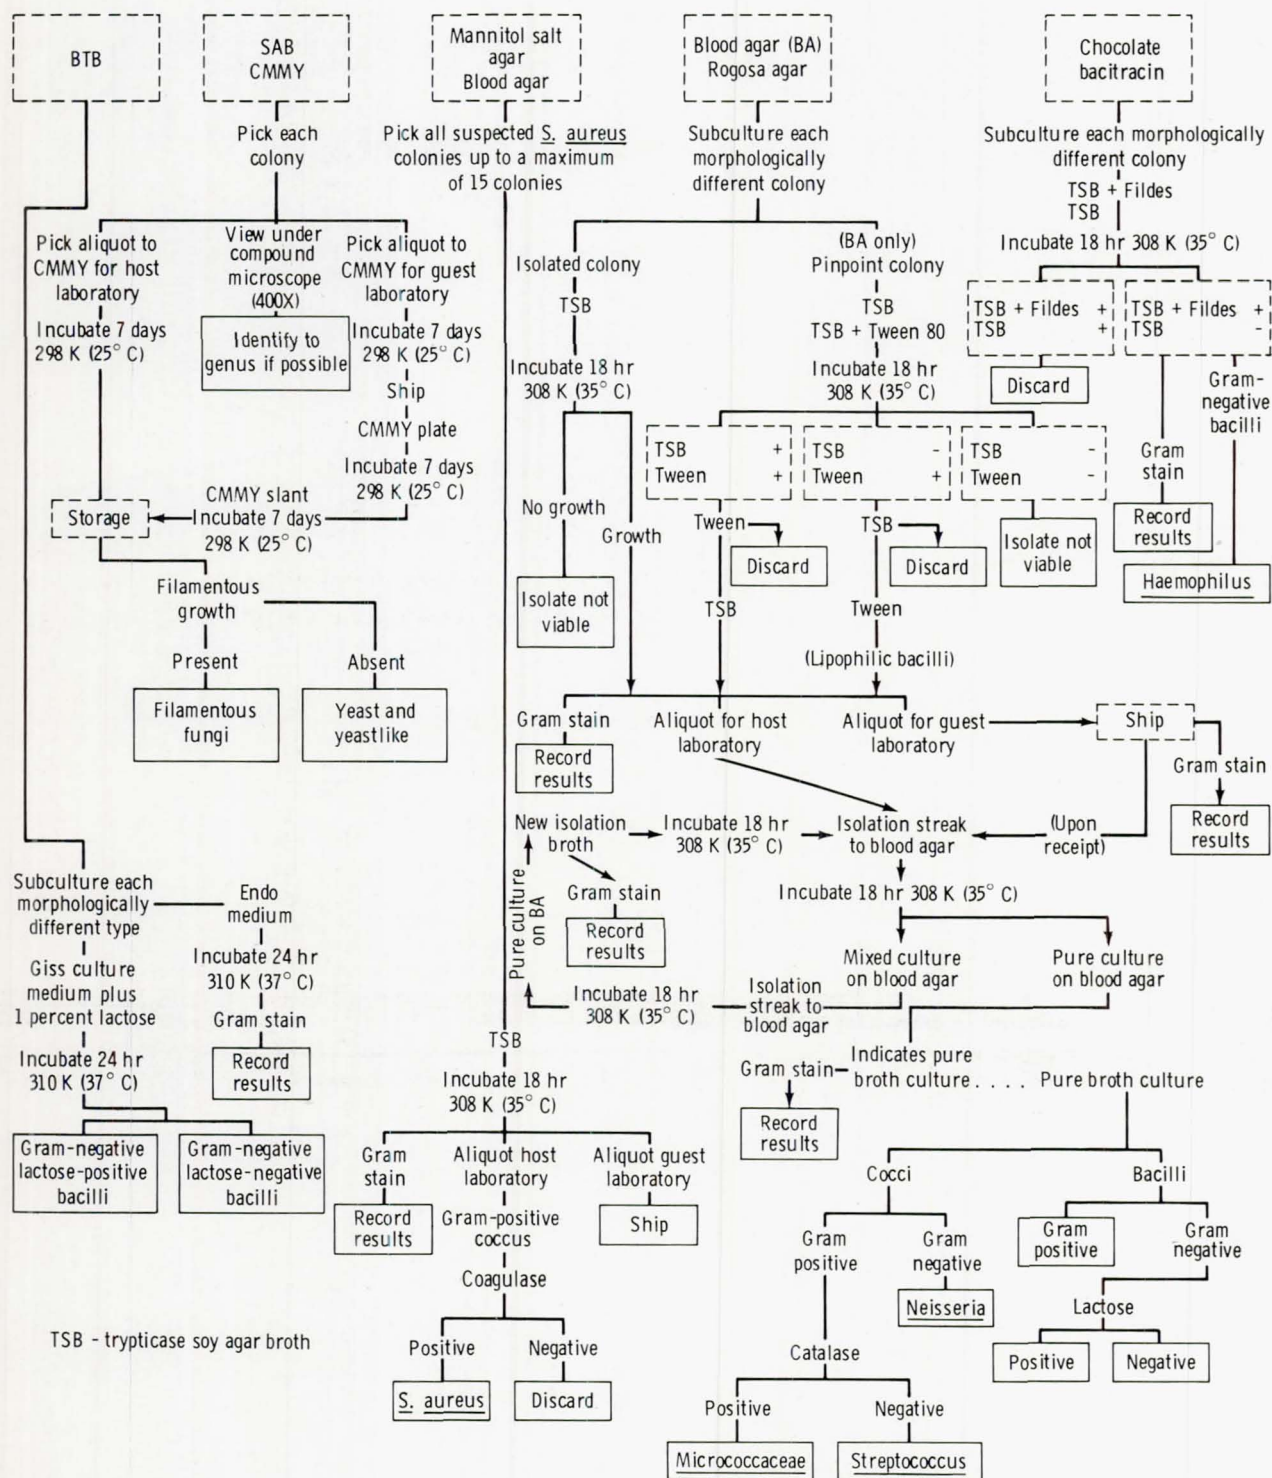 BTB
SAB
CMMY
Mannitol salt
agar
Blood agar
Blood agar (BA)
Rogosa agar
Chocolate
bacitracin
Pick each
colony
Pick all suspected S. aureus
colonies up to a maximum
of 15 colonies
Subculture each
morphologically
different colony
Subculture each morphologically
different colony
TSB + Fildes
TSB
Incubate 18 hr 308 K (35° C)
Pick aliquot to
CMMY for host
laboratory
Incubate 7 days
298 K (25° C)
View under
compound
microscope
(400X)
Identify to
genus if possible
Pick aliquot to
CMMY for guest
laboratory
Incubate 7 days
298 K (25° C)
Ship
CMMY plate
Incubate 7 days
298 K (25° C)
CMMY slant
Incubate 7 days
298 K (25° C)
Storage
Filamentous
growth
Present
Absent
Filamentous
fungi
Yeast and
yeastlike
Isolated colony
TSB
Incubate 18 hr
308 K (35° C)
No growth
Growth
Isolate not
viable
(BA only)
Pinpoint colony
TSB
TSB + Tween 80
Incubate 18 hr
308 K (35° C)
TSB +
Tween +
TSB -
Tween +
TSB -
Tween -
Tween
Discard
TSB
TSB
Discard
Tween
(Lipophilic bacilli)
Isolate not
viable
TSB + Fildes +
TSB +
Discard
TSB + Fildes +
TSB -
Gram
stain
Record
results
Gram-
negative
bacilli
Haemophilus
Gram stain
Record
results
Aliquot for host
laboratory
Aliquot for guest
laboratory
Ship
Gram stain
Record
results
New isolation
broth
Incubate 18 hr
308 K (35° C)
Isolation streak
to blood agar
(Upon
receipt)
Gram stain
Record
results
Pure culture
on BA
Incubate 18 hr 308 K (35° C)
Mixed culture
on blood agar
Pure culture
on blood agar
Isolation
streak to
blood agar
Incubate 18 hr
308 K (35° C)
Gram stain
Record
results
Indicates pure
broth culture . . . . Pure broth culture
Subculture each
morphologically
different type
Endo
medium
Incubate 24 hr
310 K (37° C)
Gram stain
Record
results
Giss culture
medium plus
1 percent lactose
Incubate 24 hr
310 K (37° C)
Gram-negative
lactose-positive
bacilli
Gram-negative
lactose-negative
bacilli
TSB
Incubate 18 hr
308 K (35° C)
Gram
stain
Record
results
Aliquot host
laboratory
Gram-positive
coccus
Coagulase
Positive
Negative
S. aureus
Discard
Aliquot guest
laboratory
Ship
Cocci
Bacilli
Gram
positive
Gram
negative
Neisseria
Catalase
Positive
Negative
Micrococcaceae
Streptococcus
Gram
positive
Gram
negative
Lactose
Positive
Negative
TSB - trypticase soy agar broth